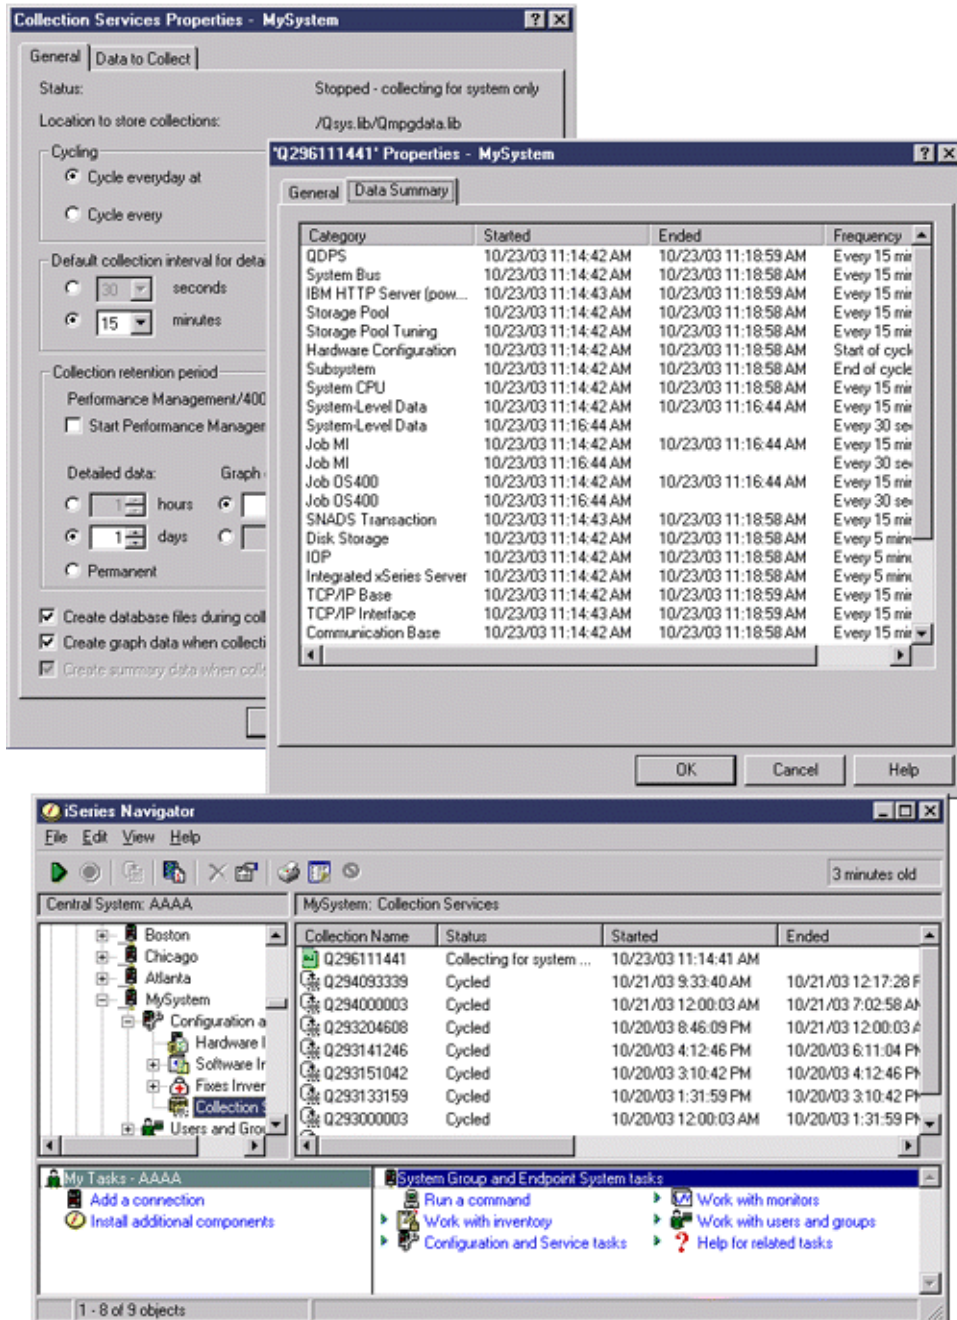 Collection Services Properties - MySystem
General Data to Collect
Status: Stopped - collecting for system only
Location to store collections: /Qsys.lib/Qmpgdata.lib
Cycling
Cycle everyday at
Cycle every
Default collection interval for detai
30 seconds
15 minutes
Collection retention period
Performance Management/400
Start Performance Manager
Detailed data: Graph
1 hours
1 days
Permanent
Create database files during coll
Create graph data when collecti
Create summary data when colle
'Q296111441' Properties - MySystem
General Data Summary
Category Started Ended Frequency
QDPS 10/23/03 11:14:42 AM 10/23/03 11:18:59 AM Every 15 min
System Bus 10/23/03 11:14:42 AM 10/23/03 11:18:58 AM Every 15 min
IBM HTTP Server (pow... 10/23/03 11:14:43 AM 10/23/03 11:18:59 AM Every 15 min
Storage Pool 10/23/03 11:14:42 AM 10/23/03 11:18:58 AM Every 15 min
Storage Pool Tuning 10/23/03 11:14:42 AM 10/23/03 11:18:58 AM Every 15 min
Hardware Configuration 10/23/03 11:14:42 AM 10/23/03 11:18:58 AM Start of cycle
Subsystem 10/23/03 11:14:42 AM 10/23/03 11:18:58 AM End of cycle
System CPU 10/23/03 11:14:42 AM 10/23/03 11:18:58 AM Every 15 min
System-Level Data 10/23/03 11:14:42 AM 10/23/03 11:16:44 AM Every 15 min
System-Level Data 10/23/03 11:16:44 AM Every 30 se
Job MI 10/23/03 11:14:42 AM 10/23/03 11:16:44 AM Every 15 min
Job MI 10/23/03 11:16:44 AM Every 30 se
Job OS400 10/23/03 11:14:42 AM 10/23/03 11:16:44 AM Every 15 min
Job OS400 10/23/03 11:16:44 AM Every 30 se
SNADS Transaction 10/23/03 11:14:43 AM 10/23/03 11:18:58 AM Every 15 min
Disk Storage 10/23/03 11:14:42 AM 10/23/03 11:18:58 AM Every 5 minu
IOP 10/23/03 11:14:42 AM 10/23/03 11:18:58 AM Every 5 minu
Integrated xSeries Server 10/23/03 11:14:42 AM 10/23/03 11:18:58 AM Every 5 minu
TCP/IP Base 10/23/03 11:14:42 AM 10/23/03 11:18:59 AM Every 15 min
TCP/IP Interface 10/23/03 11:14:43 AM 10/23/03 11:18:59 AM Every 15 min
Communication Base 10/23/03 11:14:42 AM 10/23/03 11:18:58 AM Every 15 min
OK Cancel Help
iSeries Navigator
File Edit View Help
3 minutes old
Central System: AAAA MySystem: Collection Services
Boston
Chicago
Atlanta
MySystem
Configuration a
Hardware I
Software In
Fixes Inver
Collection S
Users and Grou
Collection Name Status Started Ended
Q296111441 Collecting for system ... 10/23/03 11:14:41 AM
Q294093339 Cycled 10/21/03 9:33:40 AM 10/21/03 12:17:28 P
Q294000003 Cycled 10/21/03 12:00:03 AM 10/21/03 7:02:58 AM
Q293204608 Cycled 10/20/03 8:46:09 PM 10/21/03 12:00:03 A
Q293141246 Cycled 10/20/03 4:12:46 PM 10/20/03 6:11:04 PM
Q293151042 Cycled 10/20/03 3:10:42 PM 10/20/03 4:12:46 PM
Q293133159 Cycled 10/20/03 1:31:59 PM 10/20/03 3:10:42 PM
Q293000003 Cycled 10/20/03 12:00:03 AM 10/20/03 1:31:59 PM
My Tasks - AAAA
Add a connection
Install additional components
System Group and Endpoint System tasks
Run a command Work with monitors
Work with inventory Work with users and groups
Configuration and Service tasks Help for related tasks
1 - 8 of 9 objects